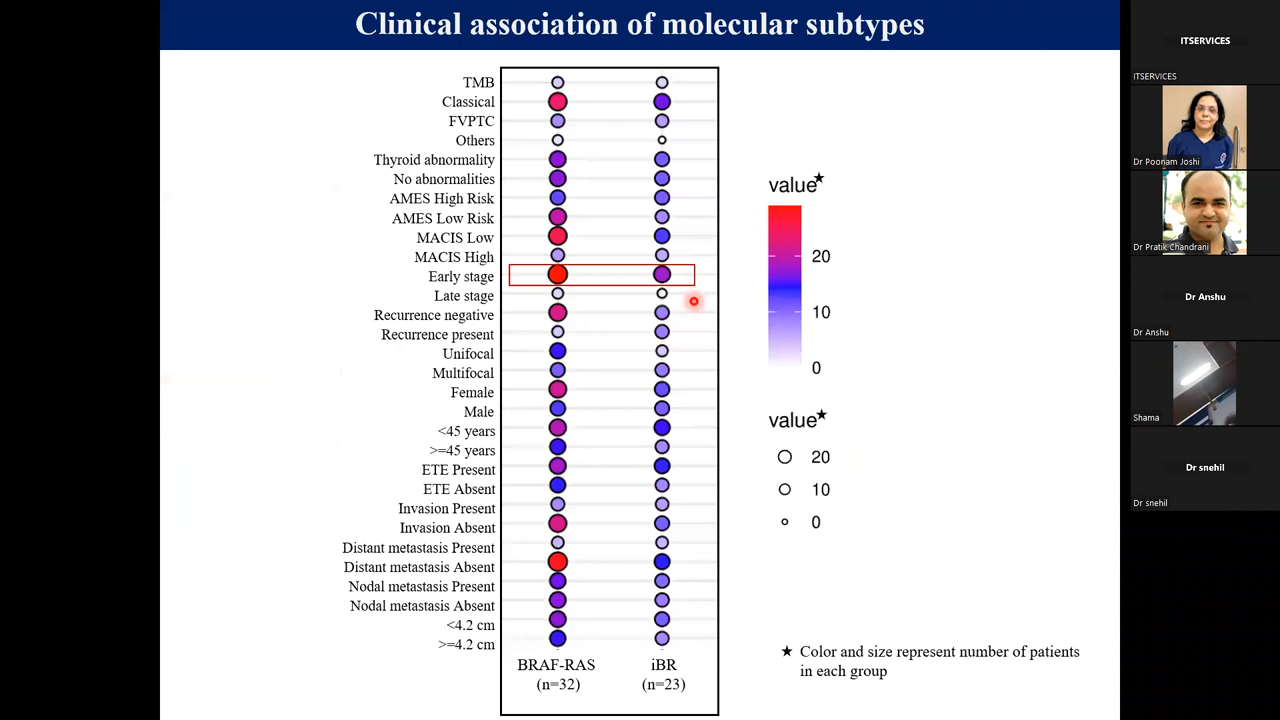 Clinical association of molecular subtypes
TMB
Classical
FVPTC
Others
Thyroid abnormality
No abnormalities
AMES High Risk
AMES Low Risk
MACIS Low
MACIS High
Early stage
Late stage
Recurrence negative
Recurrence present
Unifocal
Multifocal
Female
Male
<45 years
>=45 years
ETE Present
ETE Absent
Invasion Present
Invasion Absent
Distant metastasis Present
Distant metastasis Absent
Nodal metastasis Present
Nodal metastasis Absent
<4.2 cm
>=4.2 cm
BRAF-RAS
(n=32)
iBR
(n=23)
value★
20
10
0
value★
20
10
0
★ Color and size represent number of patients
in each group
ITSERVICES
ITSERVICES
Dr Poonam Joshi
Dr Pratik Chandrani
Dr Anshu
Dr Anshu
Shama
Dr snehil
Dr snehil